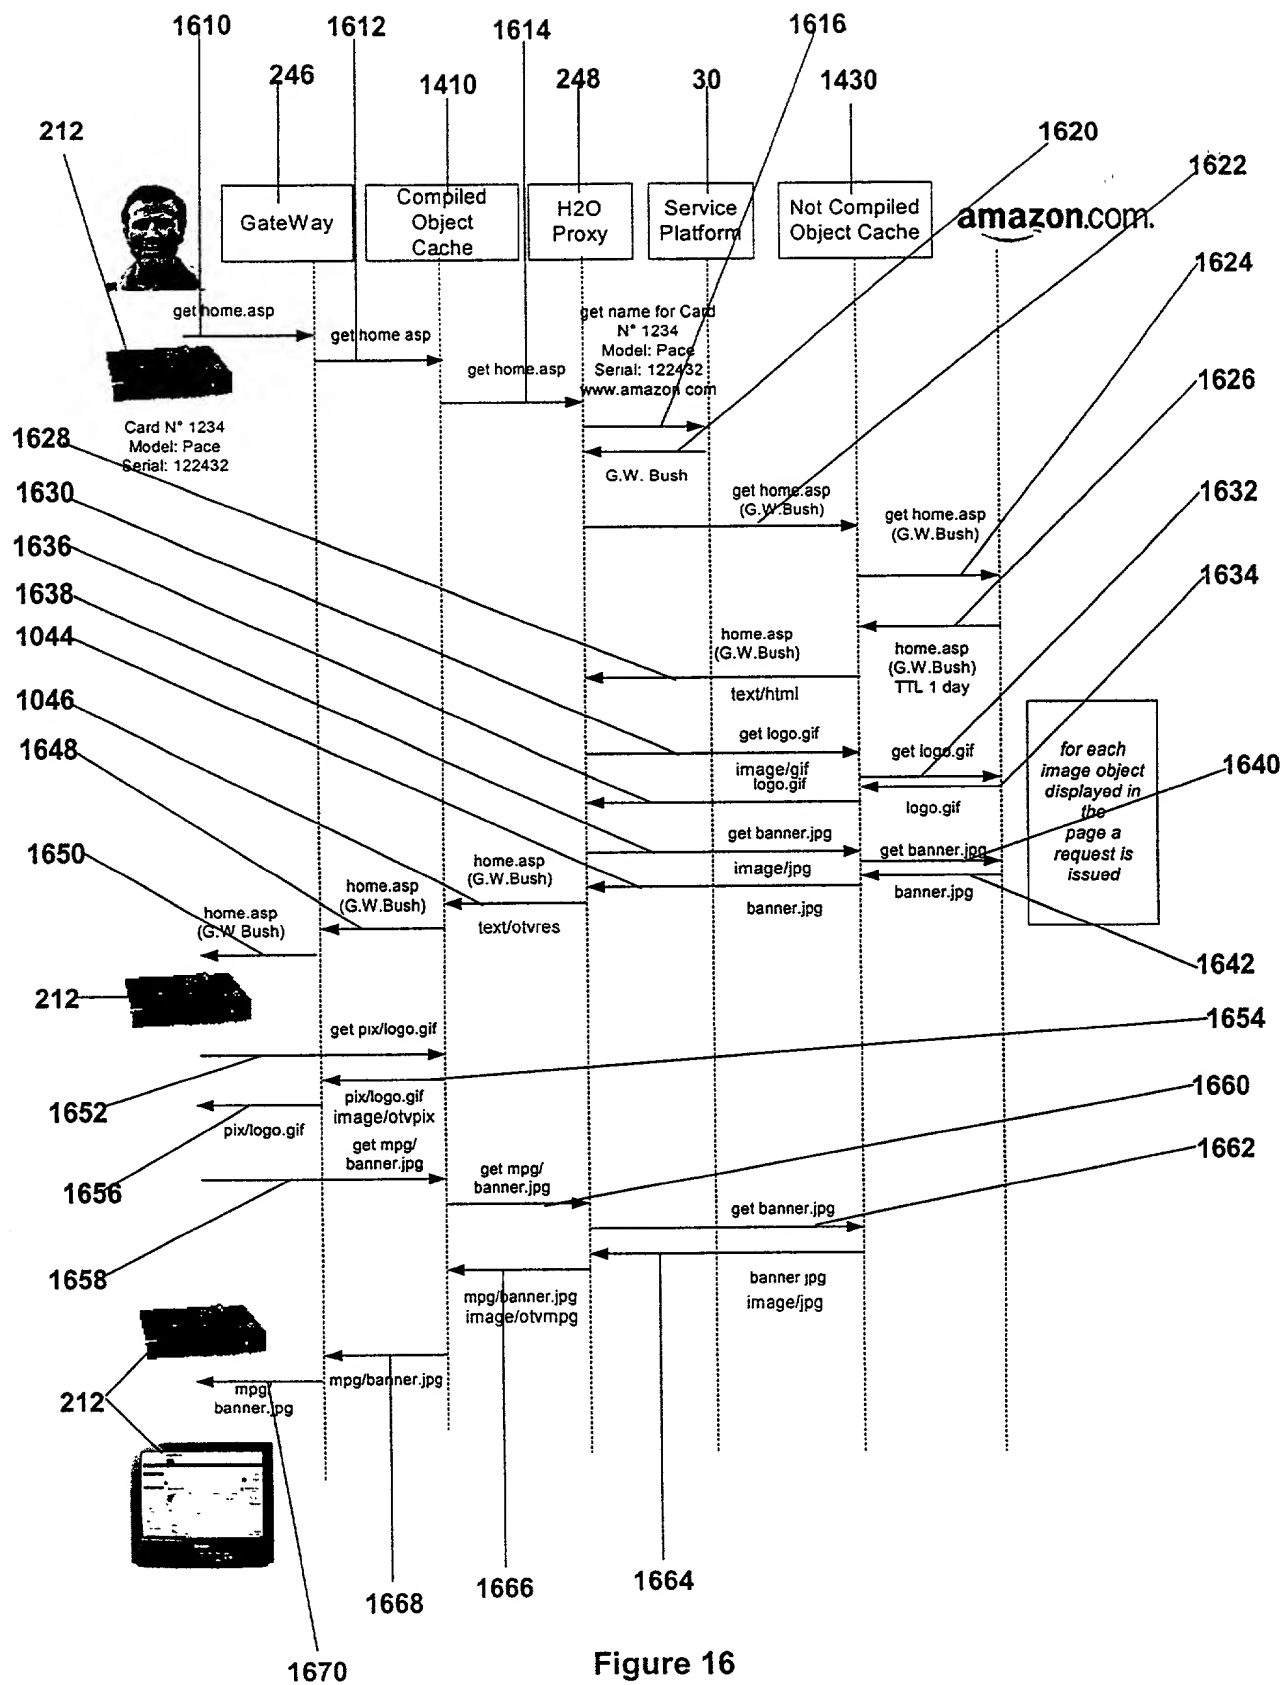 1610
1612
1614
1616
246
1410
248
30
1430
212
1620
1622
GateWay
Compiled
Object
Cache
H2O
Proxy
Service
Platform
Not Compiled
Object Cache
amazon.com.
1624
get home.asp
get home asp
get home.asp
get name for Card
N° 1234
Model: Pace
Serial: 122432
www.amazon com
1626
Card N° 1234
Model: Pace
Serial: 122432
1628
G.W. Bush
1630
get home.asp
(G.W.Bush)
1632
get home.asp
(G.W.Bush)
1636
1634
1638
1044
home.asp
(G.W.Bush)
home.asp
(G.W.Bush)
TTL 1 day
text/html
1046
get logo.gif
get logo.gif
1648
image/gif
logo.gif
logo.gif
for each
image object
displayed in
the
page a
request is
issued
1640
get banner.jpg
get banner.jpg
1650
home.asp
(G.W.Bush)
image/jpg
banner.jpg
banner.jpg
home.asp
(G.W.Bush)
text/otvres
home.asp
(G.W Bush)
1642
212
1654
get pix/logo.gif
1660
1652
pix/logo.gif
image/otvpix
pix/logo.gif
get mpg/
banner.jpg
1662
get mpg/
banner.jpg
1656
get banner.jpg
1658
banner jpg
image/jpg
mpg/banner.jpg
image/otvmpg
212
mpg/banner.jpg
mpg/
banner.jpg
1668
1666
1664
1670
Figure 16